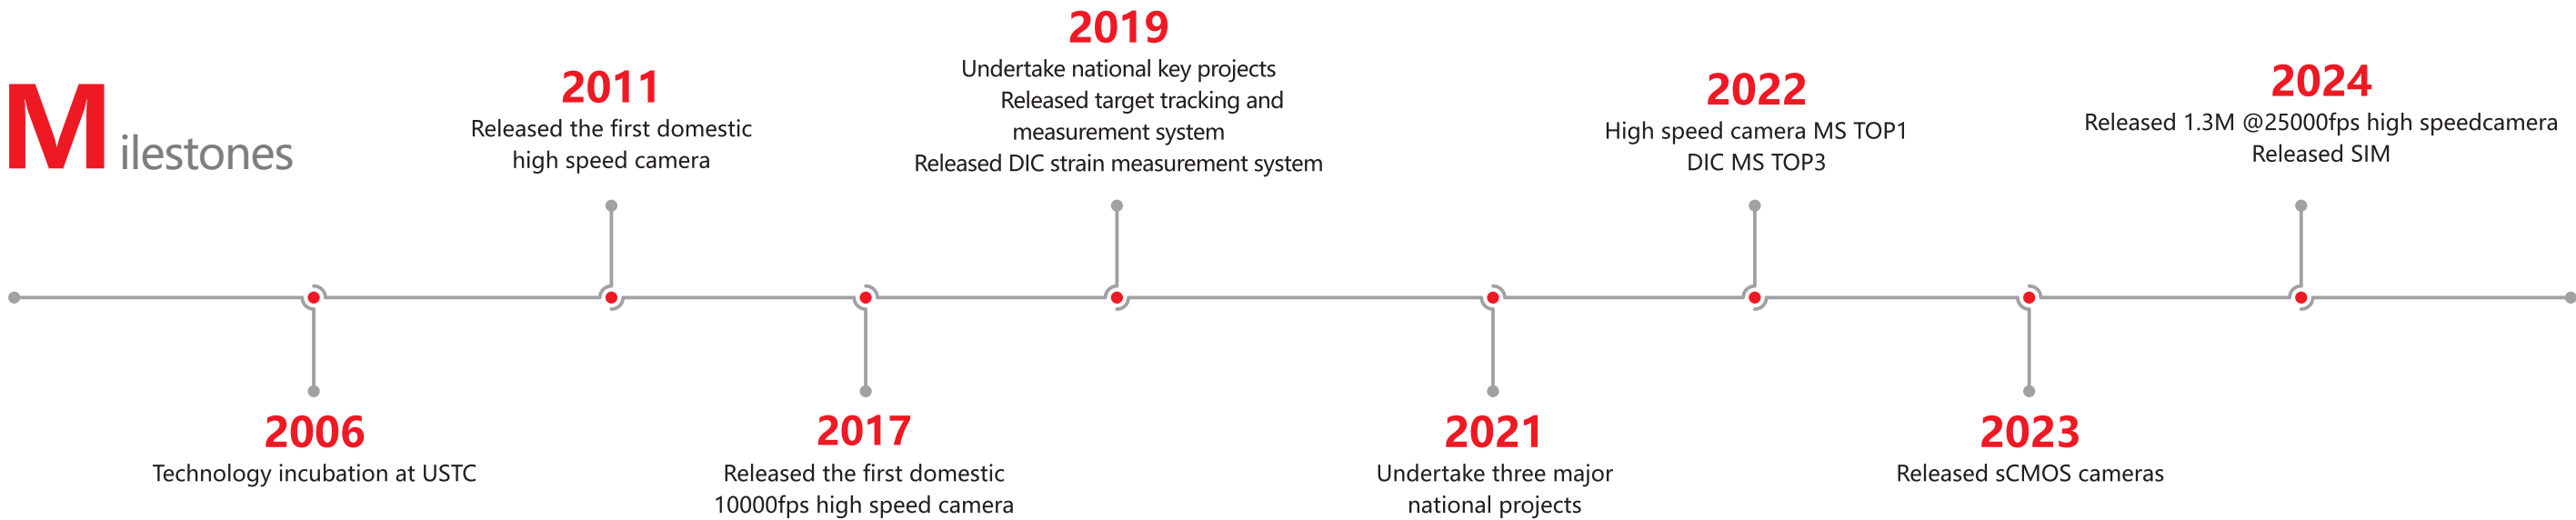 Milestones
2006
Technology incubation at USTC
2011
Released the first domestic
high speed camera
2017
Released the first domestic
10000fps high speed camera
2019
Undertake national key projects
Released target tracking and
measurement system
Released DIC strain measurement system
2021
Undertake three major
national projects
2022
High speed camera MS TOP1
DIC MS TOP3
2023
Released sCMOS cameras
2024
Released 1.3M @25000fps high speedcamera
Released SIM